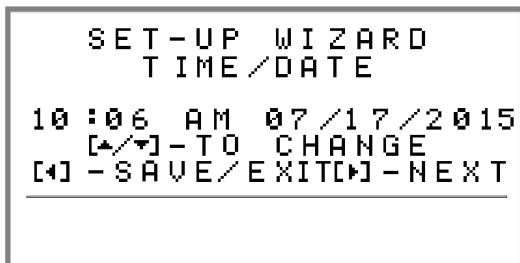 SET-UP WIZARD
TIME/DATE
10:06 AM 07/17/2015
[▲/▼]-TO CHANGE
[◀]-SAVE/EXIT[▶]-NEXT